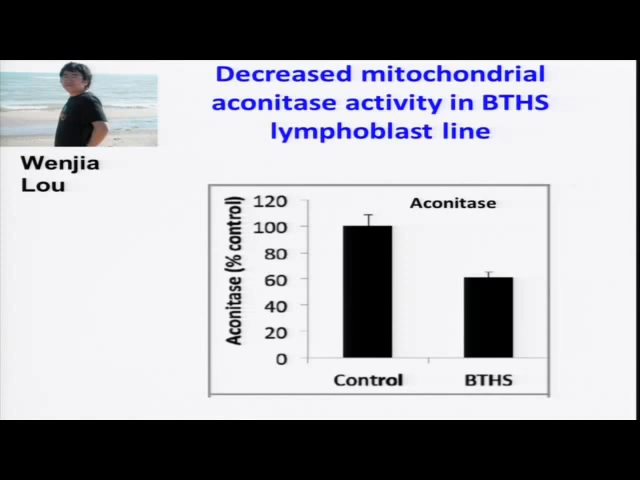 Decreased mitochondrial
aconitase activity in BTHS
lymphoblast line
Wenjia
Lou
Aconitase
Aconitase (% control)
120
100
80
60
40
20
0
Control
BTHS